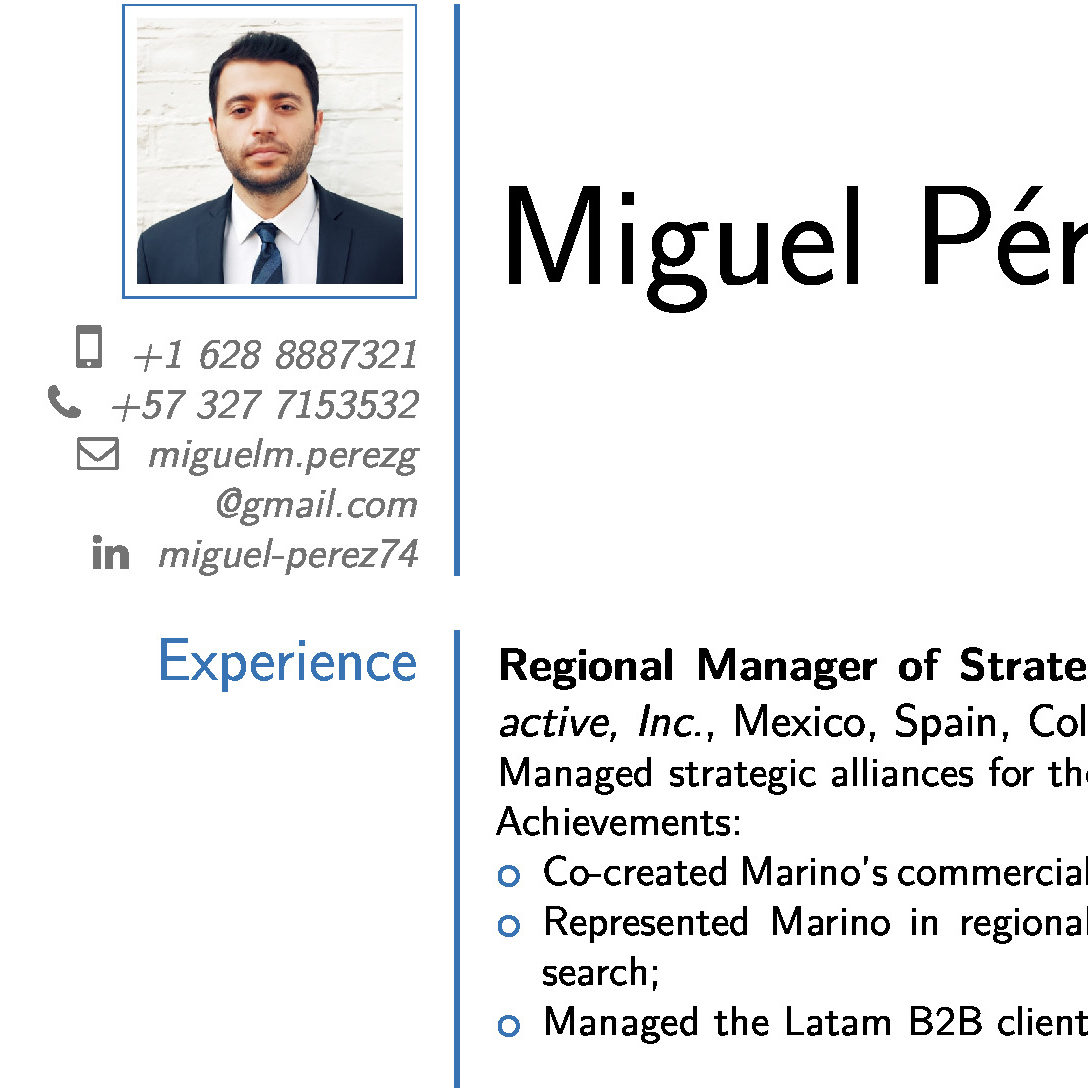 Miguel Pér
+1 628 8887321
+57 327 7153532
miguelm.perezg
@gmail.com
in miguel-perez74
Experience
Regional Manager of Strate
active, Inc., Mexico, Spain, Col
Managed strategic alliances for the
Achievements:
Co-created Marino's commercial
Represented Marino in regional
search;
Managed the Latam B2B client